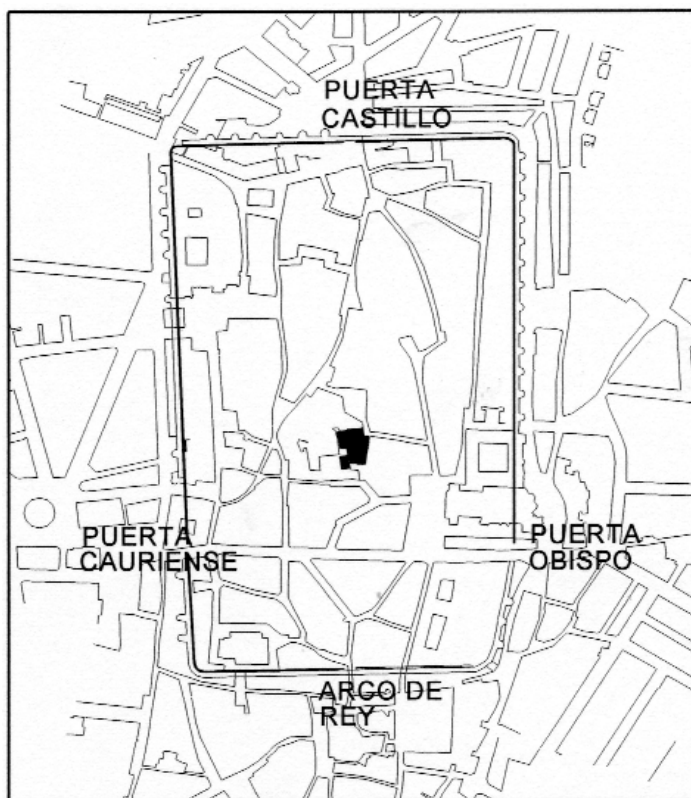 PUERTA
CASTILLO
PUERTA
CAURIENSE
PUERTA
OBISPO
ARCO DE
REY